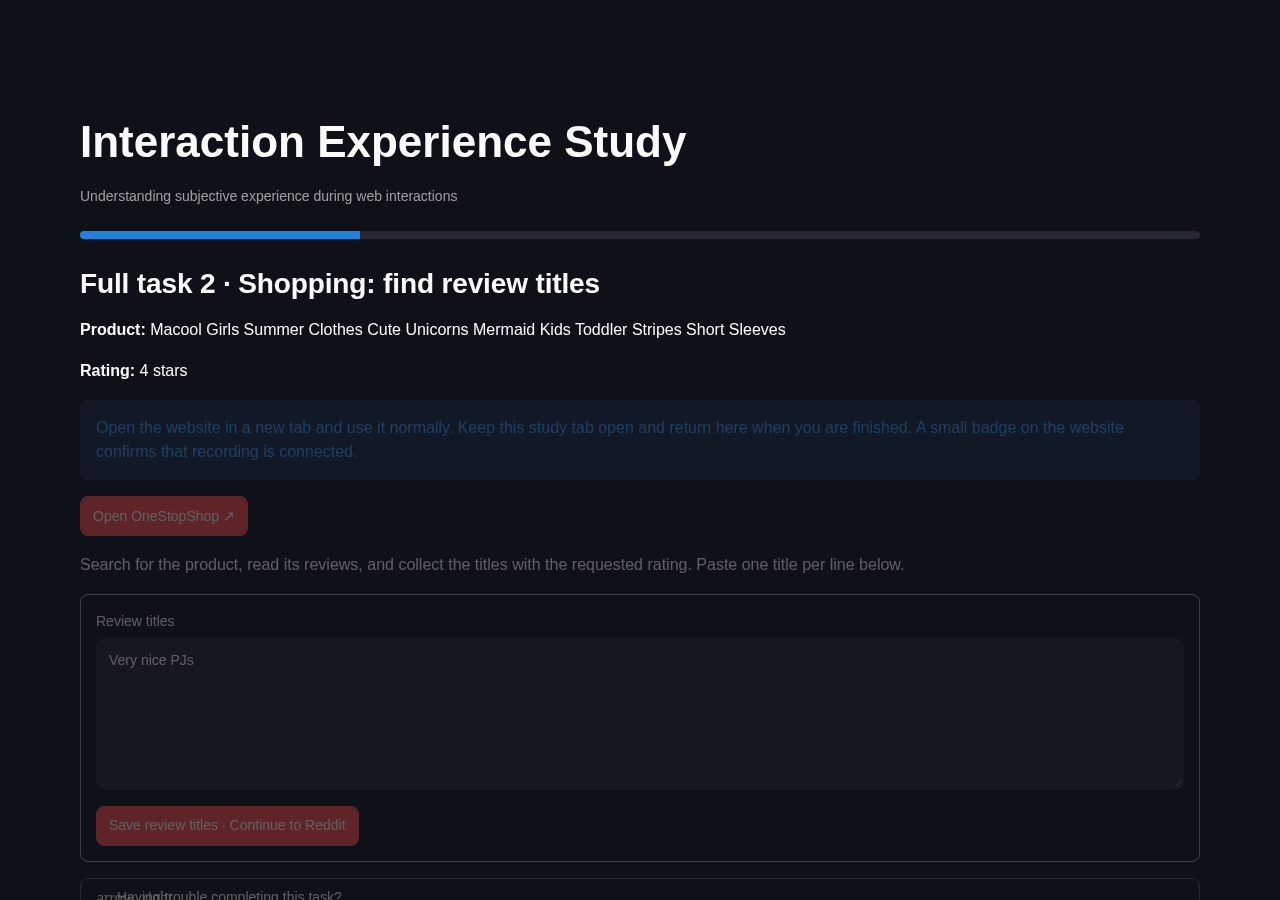 Interaction Experience Study
Understanding subjective experience during web interactions
Full task 2 · Shopping: find review titles
Product: Macool Girls Summer Clothes Cute Unicorns Mermaid Kids Toddler Stripes Short Sleeves
Rating: 4 stars
Open the website in a new tab and use it normally. Keep this study tab open and return here when you are finished. A small badge on the website
confirms that recording is connected.
Open OneStopShop ↗
Search for the product, read its reviews, and collect the titles with the requested rating. Paste one title per line below.
Review titles
Very nice PJs
Save review titles · Continue to Reddit
Having trouble completing this task?